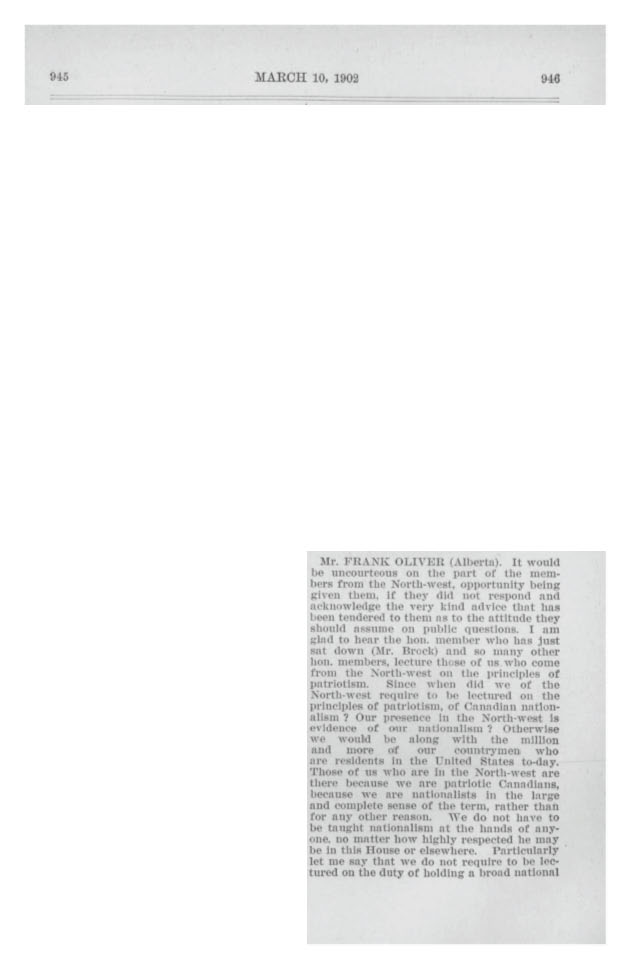 945 MARCH 10, 1902 946
Mr. FRANK OLIVER (Alberta). It would
be uncourteous on the part of the mem-
bers from the North-west, opportunity being
given them, if they did not respond and
acknowledge the very kind advice that has
been tendered to them as to the attitude they
should assume on public questions. I am
glad to hear the hon. member who has just
sat down (Mr. Brock) and so many other
hon. members, lecture those of us who come
from the North-west on the principles of
patriotism. Since when did we of the
North-west require to be lectured on the
principles of patriotism, of Canadian nation-
alism ? Our presence in the North-west is
evidence of our nationalism ? Otherwise
we would be along with the million
and more of our countrymen who
are residents in the United States to-day.
Those of us who are in the North-west are
there because we are patriotic Canadians,
because we are nationalists in the large
and complete sense of the term, rather than
for any other reason. We do not have to
be taught nationalism at the hands of any-
one, no matter how highly respected he may
be in this House or elsewhere. Particularly
let me say that we do not require to be lec-
tured on the duty of holding a broad national